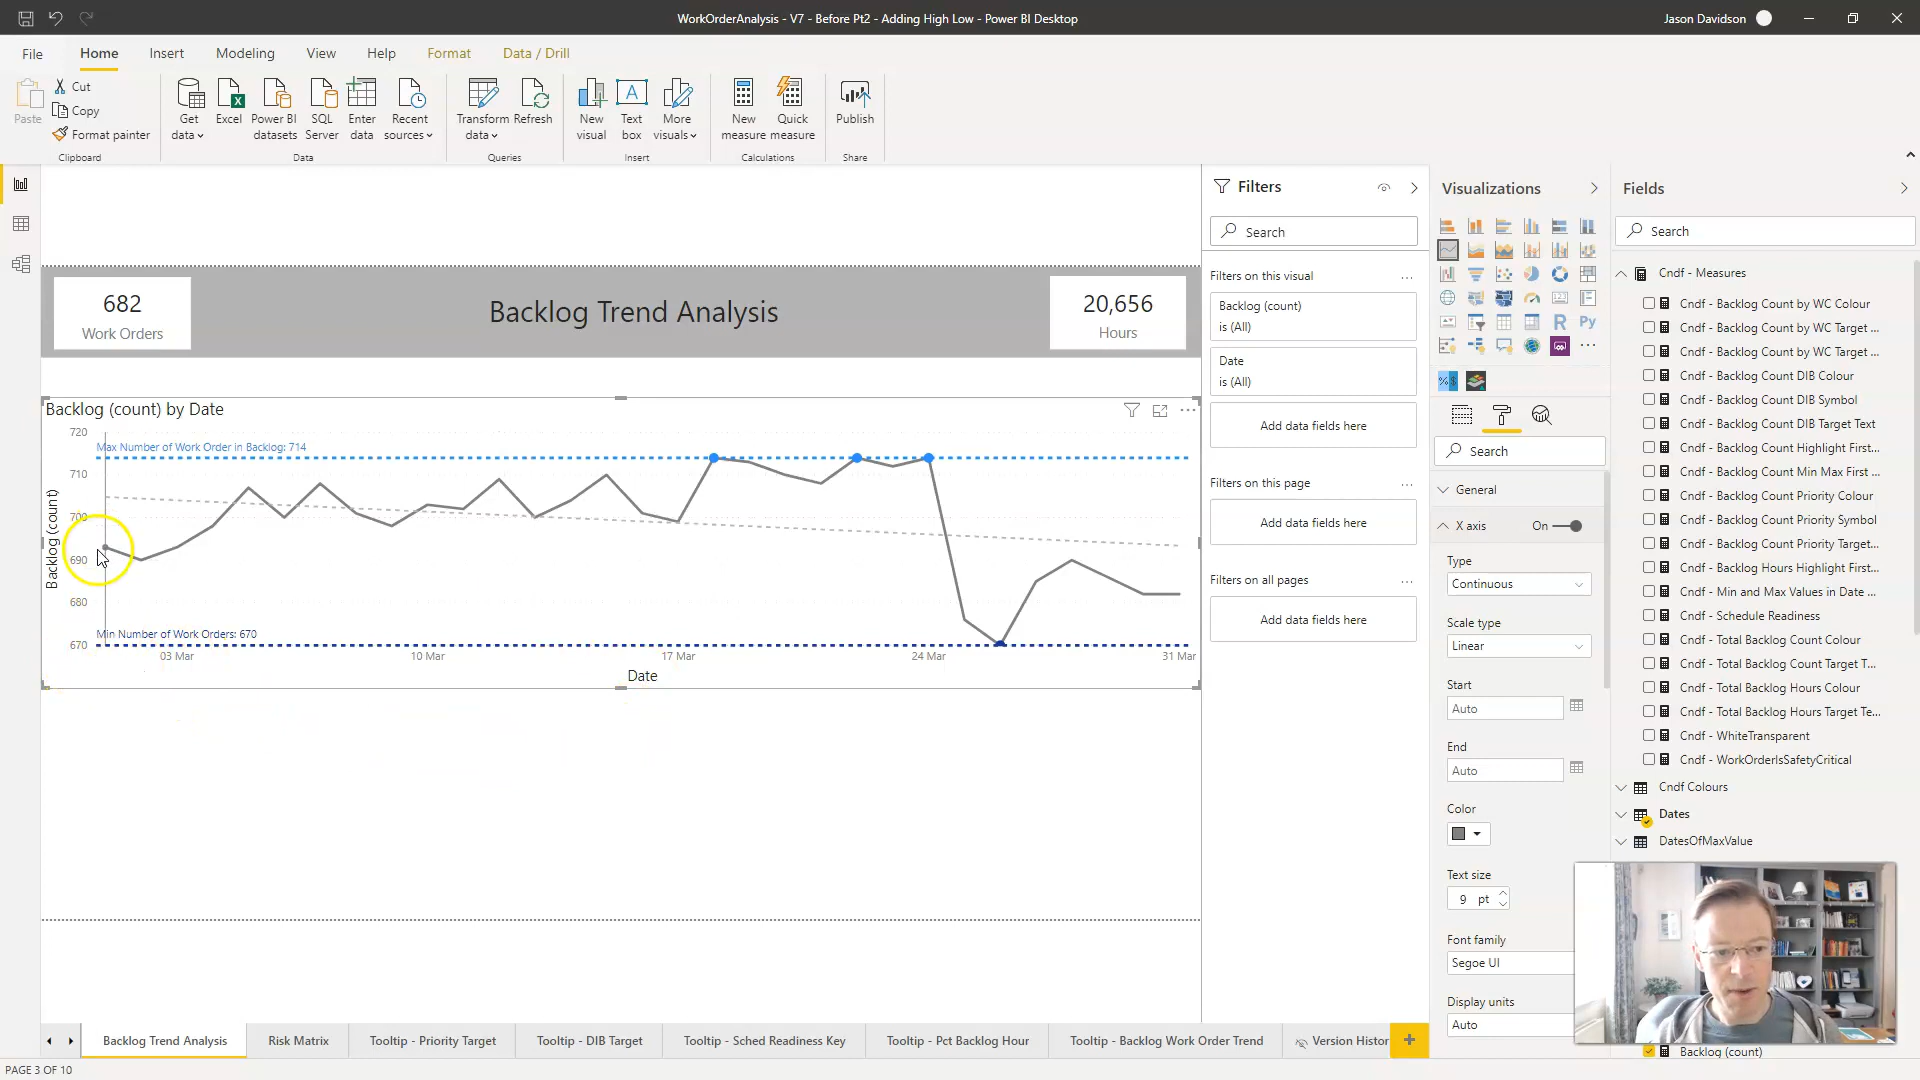 WorkOrderAnalysis - V7 - Before Pt2 - Adding High Low - Power BI Desktop
Jason Davidson
File
Home
Insert
Modeling
View
Help
Format
Data / Drill
Paste
Cut
Copy
Format painter
Clipboard
Get
data
Excel
Power BI
datasets
SQL
Server
Enter
data
Recent
sources
Data
Transform
data
Refresh
Queries
New
visual
Text
box
More
visuals
Insert
New
measure
Quick
measure
Calculations
Publish
Share
682
Work Orders
Backlog Trend Analysis
20,656
Hours
Backlog (count) by Date
Backlog (count)
720
710
700
690
680
670
Max Number of Work Order in Backlog: 714
Min Number of Work Orders: 670
03 Mar
10 Mar
17 Mar
24 Mar
31 Mar
Date
Filters
Search
Filters on this visual
Backlog (count)
is (All)
Date
is (All)
Add data fields here
Filters on this page
Add data fields here
Filters on all pages
Add data fields here
Visualizations
R
Py
Search
General
X axis
On
Type
Continuous
Scale type
Linear
Start
Auto
End
Auto
Color
Text size
9 pt
Font family
Segoe UI
Display units
Auto
Fields
Search
Cndf - Measures
Cndf - Backlog Count by WC Colour
Cndf - Backlog Count by WC Target ...
Cndf - Backlog Count by WC Target ...
Cndf - Backlog Count DIB Colour
Cndf - Backlog Count DIB Symbol
Cndf - Backlog Count DIB Target Text
Cndf - Backlog Count Highlight First...
Cndf - Backlog Count Min Max First ...
Cndf - Backlog Count Priority Colour
Cndf - Backlog Count Priority Symbol
Cndf - Backlog Count Priority Target...
Cndf - Backlog Hours Highlight First...
Cndf - Min and Max Values in Date ...
Cndf - Schedule Readiness
Cndf - Total Backlog Count Colour
Cndf - Total Backlog Count Target T...
Cndf - Total Backlog Hours Colour
Cndf - Total Backlog Hours Target Te...
Cndf - WhiteTransparent
Cndf - WorkOrderIsSafetyCritical
Cndf Colours
Dates
DatesOfMaxValue
Backlog (count)
Backlog Trend Analysis
Risk Matrix
Tooltip - Priority Target
Tooltip - DIB Target
Tooltip - Sched Readiness Key
Tooltip - Pct Backlog Hour
Tooltip - Backlog Work Order Trend
Version Histor
PAGE 3 OF 10